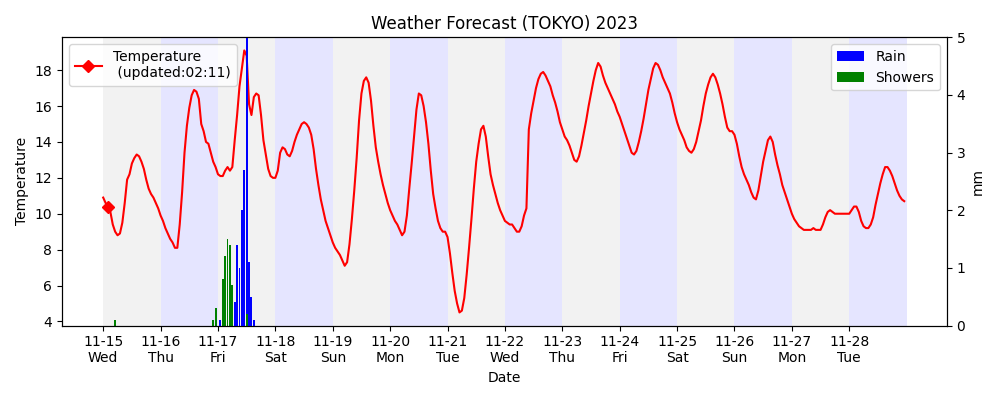 Weather Forecast (TOKYO) 2023
Temperature
(updated:02:11)
Rain
Showers
Temperature
18
16
14
12
10
8
6
4
5
4
3
2
1
0
mm
11-15 11-16 11-17 11-18 11-19 11-20 11-21 11-22 11-23 11-24 11-25 11-26 11-27 11-28
Wed Thu Fri Sat Sun Mon Tue Wed Thu Fri Sat Sun Mon Tue
Date